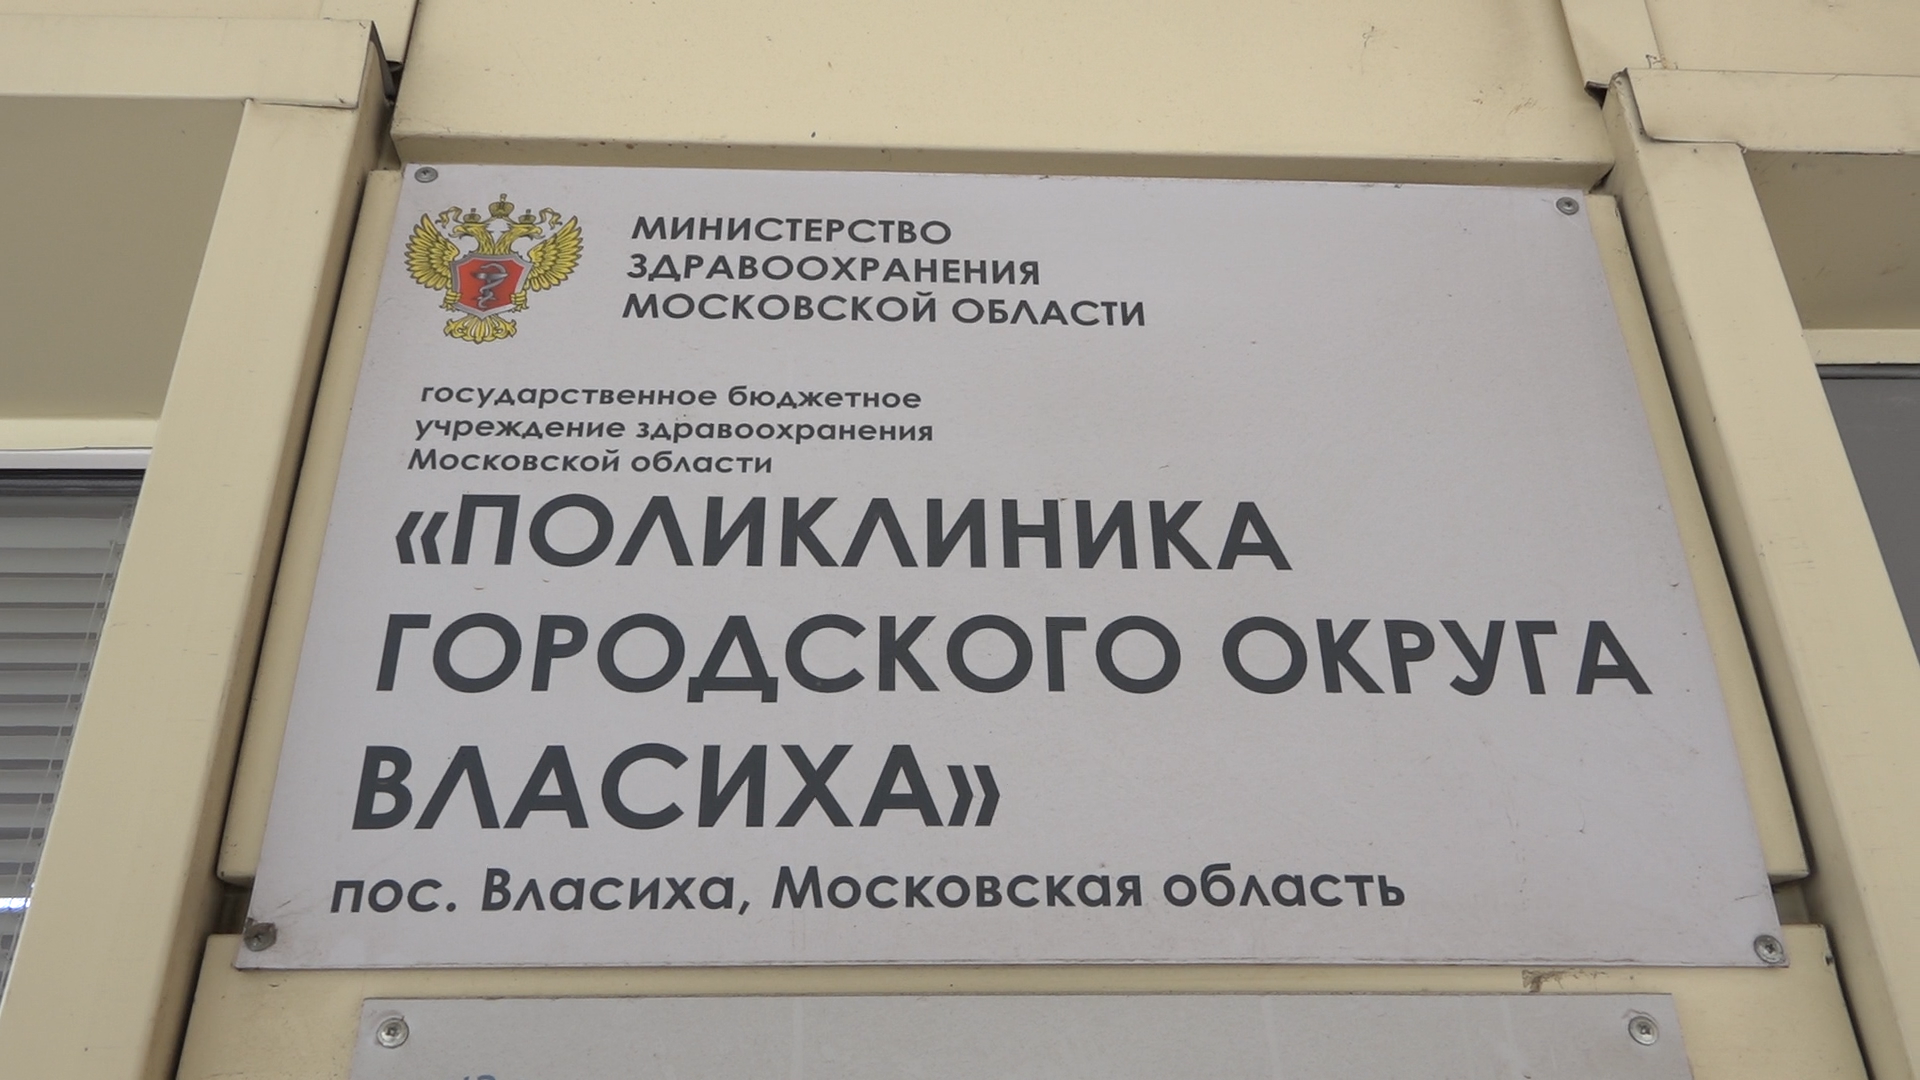 МИНИСТЕРСТВО
ЗДРАВООХРАНЕНИЯ
МОСКОВСКОЙ ОБЛАСТИ
государственное бюджетное
учреждение здравоохранения
Московской области
«ПОЛИКЛИНИКА
ГОРОДСКОГО ОКРУГА
ВЛАСИХА»
пос. Власиха, Московская область